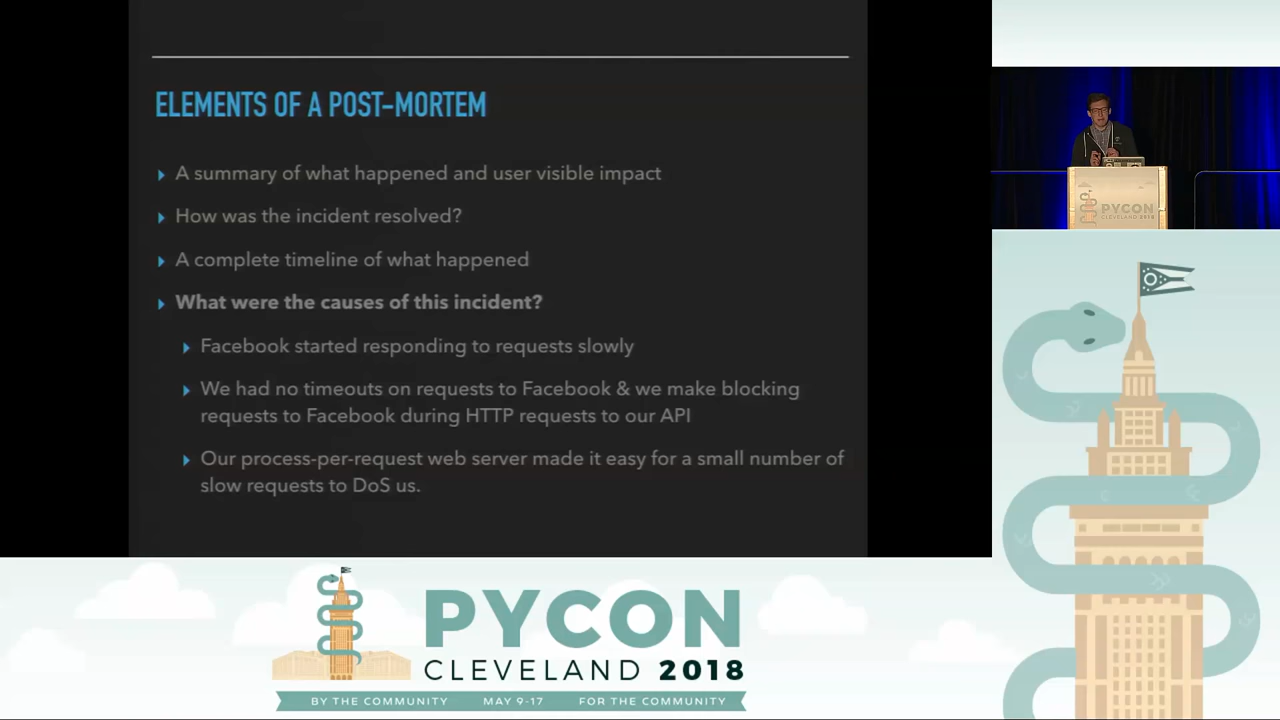 ELEMENTS OF A POST-MORTEM
A summary of what happened and user visible impact
How was the incident resolved?
A complete timeline of what happened
What were the causes of this incident?
Facebook started responding to requests slowly
We had no timeouts on requests to Facebook & we make blocking
requests to Facebook during HTTP requests to our API
Our process-per-request web server made it easy for a small number of
slow requests to DoS us.
PYCON
CLEVELAND 2018
PYCON
CLEVELAND 2018
BY THE COMMUNITY MAY 9-17 FOR THE COMMUNITY